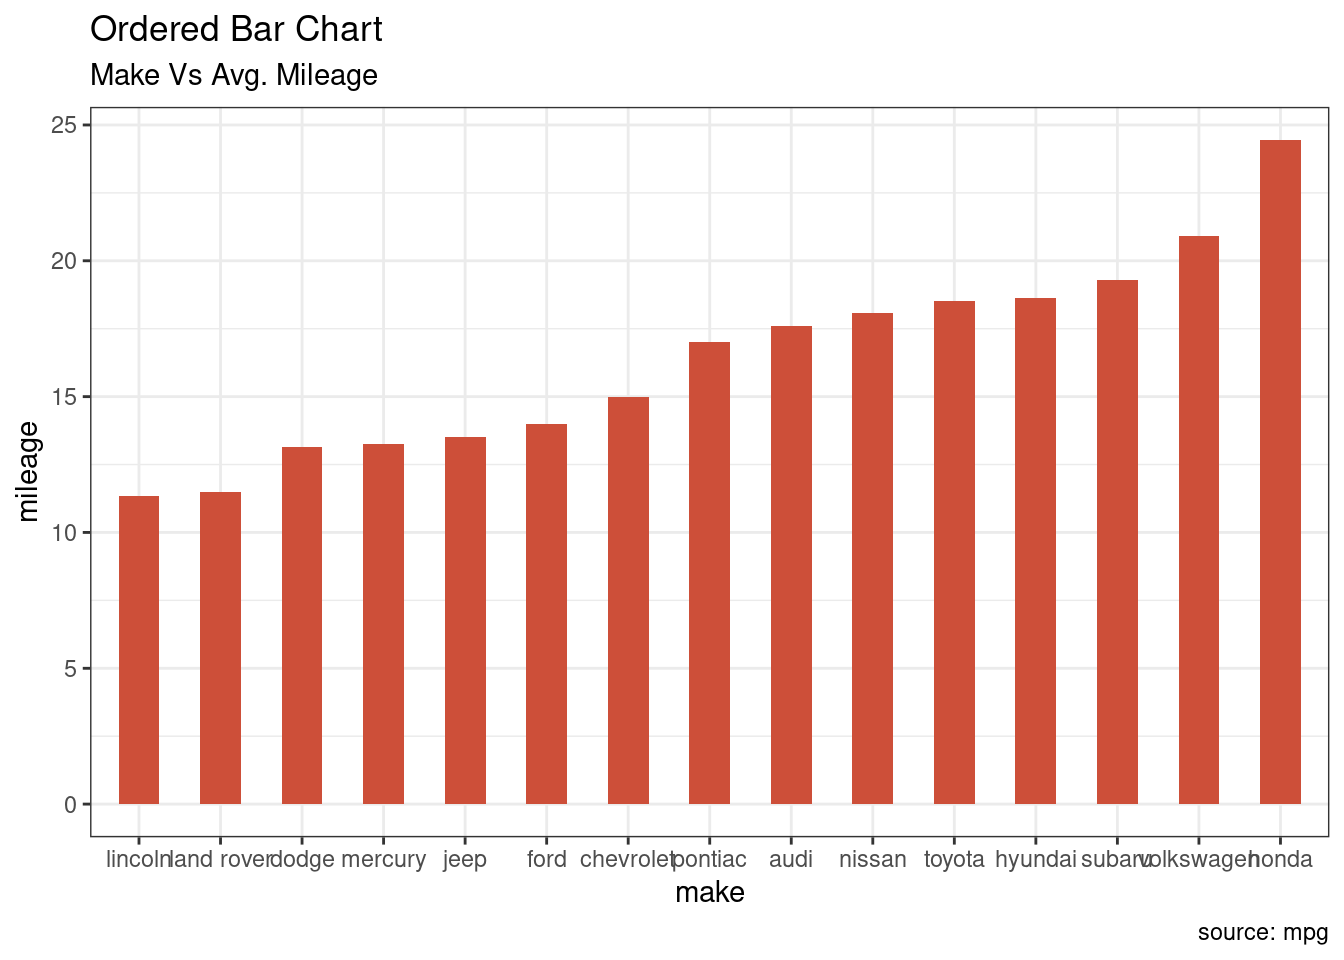 Ordered Bar Chart
Make Vs Avg. Mileage
25
20
15
10
5
0
mileage
lincoln land rover dodge mercury jeep ford chevrolet pontiac audi nissan toyota hyundai subaru volkswagen honda
make
source: mpg